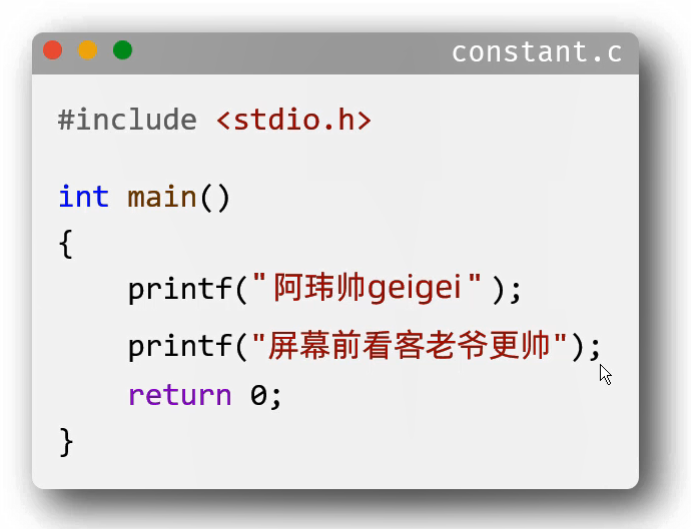 constant.c
#include <stdio.h>
int main()
{
printf("阿玮帅geigei");
printf("屏幕前看客老爷更帅");
return 0;
}